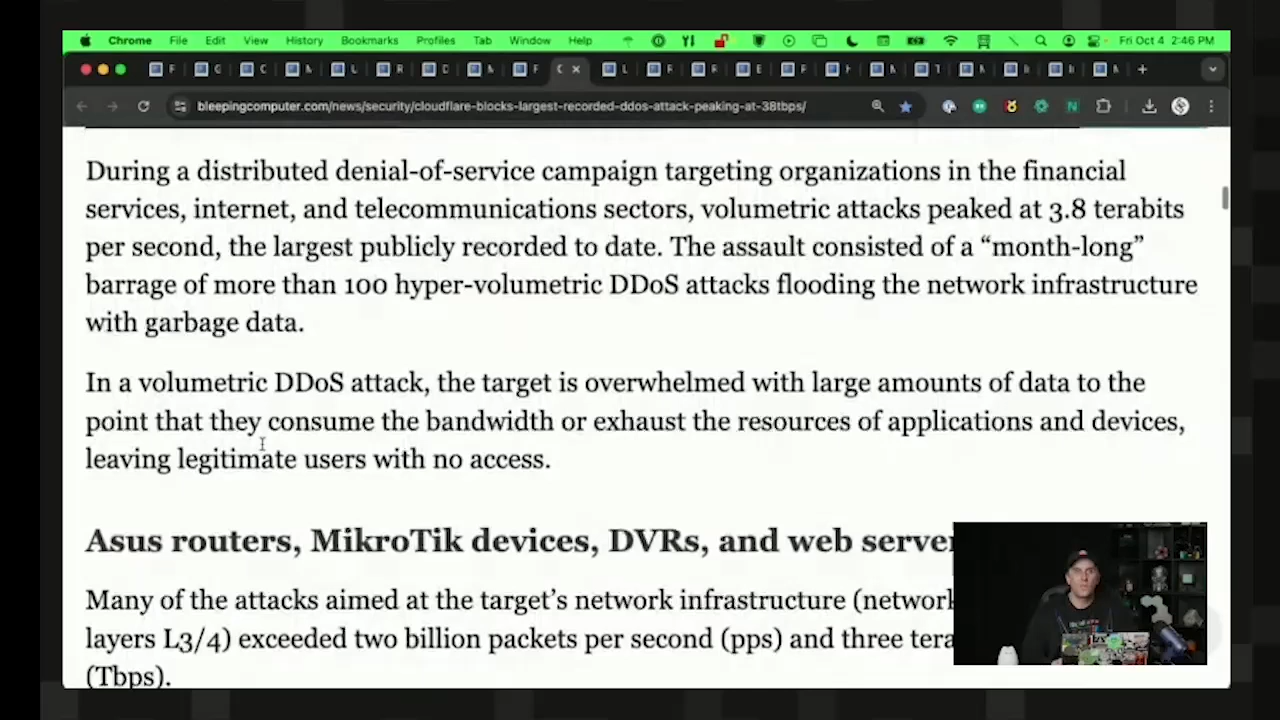 Chrome File Edit View History Bookmarks Profiles Tab Window Help Fri Oct 4 2:46 PM
bleepingcomputer.com/news/security/cloudflare-blocks-largest-recorded-ddos-attack-peaking-at-38tbps/
During a distributed denial-of-service campaign targeting organizations in the financial
services, internet, and telecommunications sectors, volumetric attacks peaked at 3.8 terabits
per second, the largest publicly recorded to date. The assault consisted of a “month-long”
barrage of more than 100 hyper-volumetric DDoS attacks flooding the network infrastructure
with garbage data.
In a volumetric DDoS attack, the target is overwhelmed with large amounts of data to the
point that they consume the bandwidth or exhaust the resources of applications and devices,
leaving legitimate users with no access.
Asus routers, MikroTik devices, DVRs, and web server
Many of the attacks aimed at the target’s network infrastructure (network
layers L3/4) exceeded two billion packets per second (pps) and three tera
(Tbps).